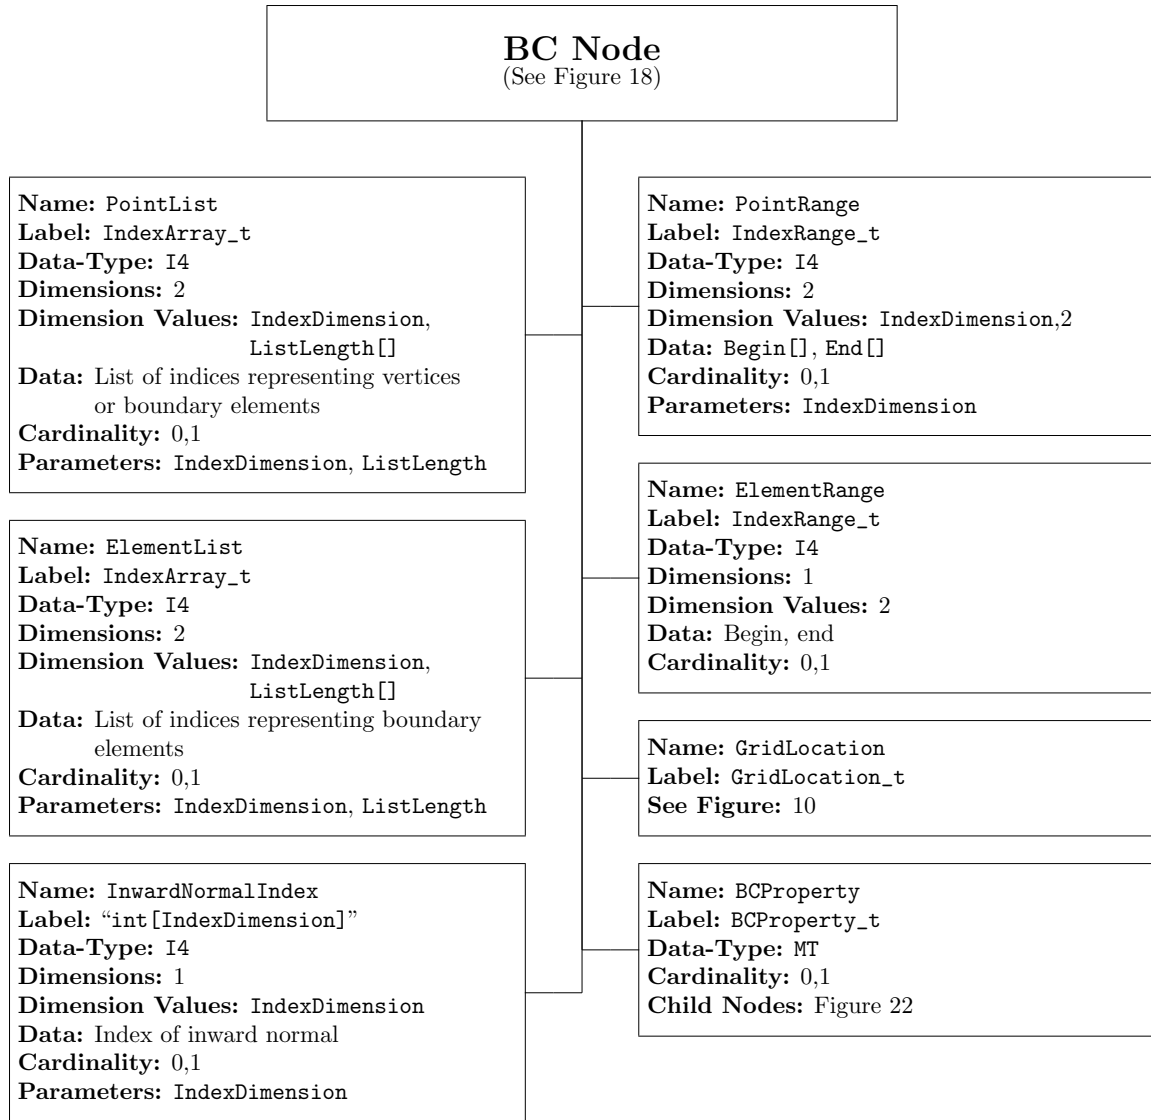 BC Node
(See Figure 18)
Name: PointList
Label: IndexArray_t
Data-Type: I4
Dimensions: 2
Dimension Values: IndexDimension,
ListLength[]
Data: List of indices representing vertices
or boundary elements
Cardinality: 0,1
Parameters: IndexDimension, ListLength
Name: PointRange
Label: IndexRange_t
Data-Type: I4
Dimensions: 2
Dimension Values: IndexDimension,2
Data: Begin[], End[]
Cardinality: 0,1
Parameters: IndexDimension
Name: ElementList
Label: IndexArray_t
Data-Type: I4
Dimensions: 2
Dimension Values: IndexDimension,
ListLength[]
Data: List of indices representing boundary
elements
Cardinality: 0,1
Parameters: IndexDimension, ListLength
Name: ElementRange
Label: IndexRange_t
Data-Type: I4
Dimensions: 1
Dimension Values: 2
Data: Begin, end
Cardinality: 0,1
Name: GridLocation
Label: GridLocation_t
See Figure: 10
Name: InwardNormalIndex
Label: “int[IndexDimension]”
Data-Type: I4
Dimensions: 1
Dimension Values: IndexDimension
Data: Index of inward normal
Cardinality: 0,1
Parameters: IndexDimension
Name: BCProperty
Label: BCProperty_t
Data-Type: MT
Cardinality: 0,1
Child Nodes: Figure 22